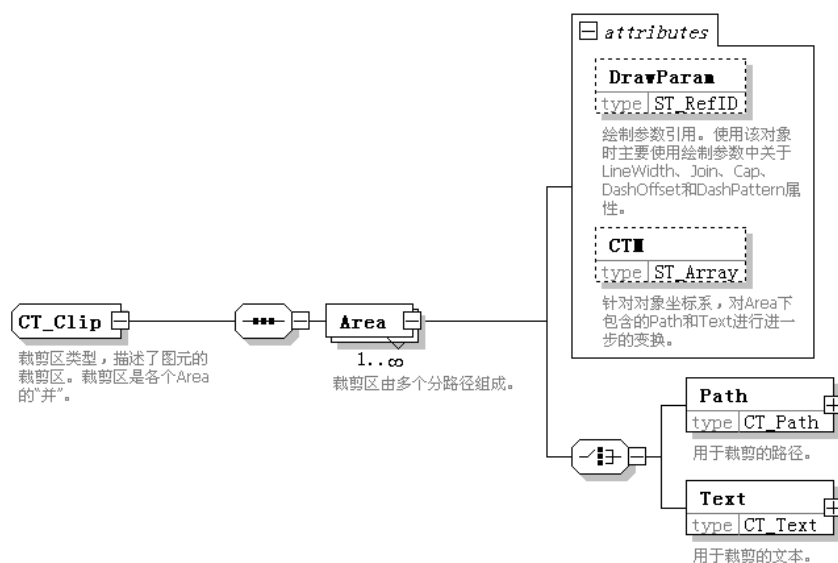 attributes
DrawParam
type ST_RefID
绘制参数引用。使用该对象
时主要使用绘制参数中关于
LineWidth、Join、Cap、
DashOffset和DashPattern属
性。
CTM
type ST_Array
针对对象坐标系，对Area下
包含的Path和Text进行进一
步的变换。
CT_Clip
裁剪区类型，描述了图元的
裁剪区。裁剪区是各个Area
的“并”。
Area
1..∞
裁剪区由多个分路径组成。
Path
type CT_Path
用于裁剪的路径。
Text
type CT_Text
用于裁剪的文本。